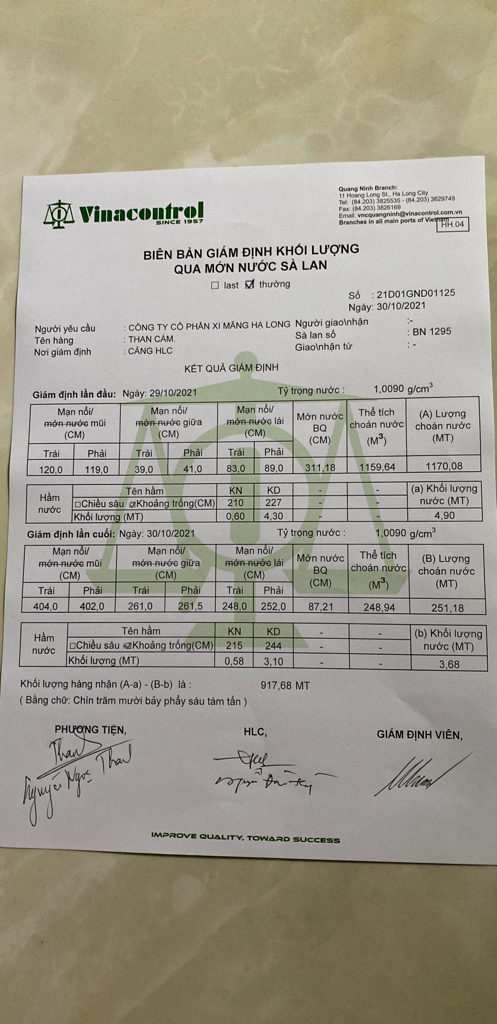 Vinacontrol
SINCE 1957
Quang Ninh Branch:
11 Hoang Long St., Ha Long City
Tel: (84.203) 3825535 - (84.203) 3629749
Fax: (84.203) 3826169
Email: vncquangninh@vinacontrol.com.vn
Branches in all main ports of Vietnam
HH.04
BIÊN BẢN GIÁM ĐỊNH KHỐI LƯỢNG
QUA MỚN NƯỚC SÀ LAN
☐ last ☑ thường
Số : 21D01GND01125
Ngày: 30/10/2021
Người yêu cầu : CÔNG TY CỔ PHẦN XI MĂNG HẠ LONG Người giao\nhận :-
Tên hàng : THAN CÁM. Sà lan số : BN 1295
Nơi giám định : CẢNG HLC Giao\nhận từ : -
KẾT QUẢ GIÁM ĐỊNH
Giám định lần đầu: Ngày: 29/10/2021 Tỷ trọng nước : 1,0090 g/cm³
Mạn nổi/ mớn nước mũi (CM) Mạn nổi/ mớn nước giữa (CM) Mạn nổi/ mớn nước lái (CM) Mớn nước BQ (CM) Thể tích choán nước (M³) (A) Lượng choán nước (MT)
Trái Phải Trái Phải Trái Phải
120,0 119,0 39,0 41,0 83,0 89,0 311,18 1159,64 1170,08
Hầm nước Tên hầm KN KD - - (a) Khối lượng nước (MT)
☐Chiều sâu ☑Khoảng trống(CM) 210 227 - -
Khối lượng (MT) 0,60 4,30 - - 4,90
Giám định lần cuối: Ngày: 30/10/2021 Tỷ trọng nước : 1,0090 g/cm³
Mạn nổi/ mớn nước mũi (CM) Mạn nổi/ mớn nước giữa (CM) Mạn nổi/ mớn nước lái (CM) Mớn nước BQ (CM) Thể tích choán nước (M³) (B) Lượng choán nước (MT)
Trái Phải Trái Phải Trái Phải
404,0 402,0 261,0 261,5 248,0 252,0 87,21 248,94 251,18
Hầm nước Tên hầm KN KD - - (b) Khối lượng nước (MT)
☐Chiều sâu ☑Khoảng trống(CM) 215 244 - -
Khối lượng (MT) 0,58 3,10 - - 3,68
Khối lượng hàng nhận (A-a) - (B-b) là : 917,68 MT
( Bằng chữ: Chín trăm mười bảy phẩy sáu tám tấn )
PHƯƠNG TIỆN, HLC, GIÁM ĐỊNH VIÊN,
Than
Nguyễn Ngọc Than
IMPROVE QUALITY, TOWARD SUCCESS